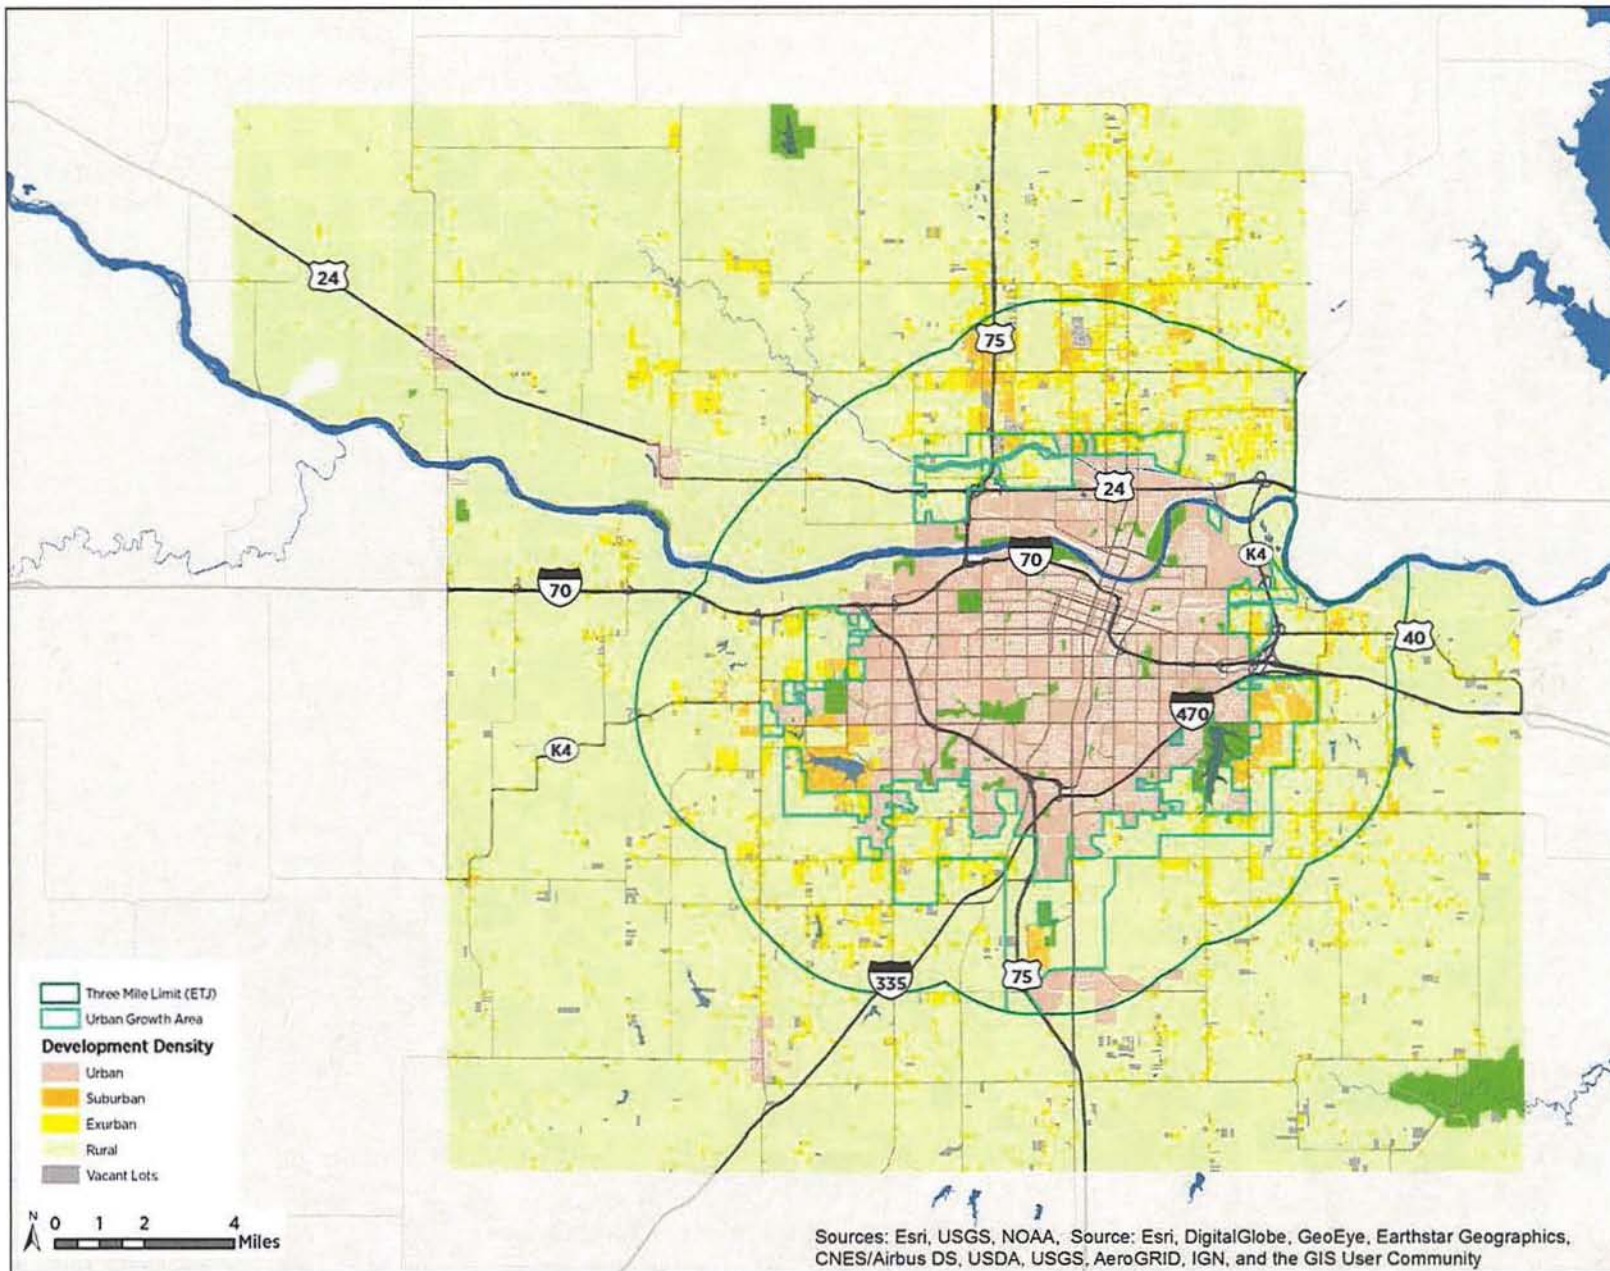 24
75
24
70
K4
70
40
470
K4
335
75
Three Mile Limit (ETJ)
Urban Growth Area
Development Density
Urban
Suburban
Exurban
Rural
Vacant Lots
N
0 1 2 4
Miles
Sources: Esri, USGS, NOAA, Source: Esri, DigitalGlobe, GeoEye, Earthstar Geographics,
CNES/Airbus DS, USDA, USGS, AeroGRID, IGN, and the GIS User Community